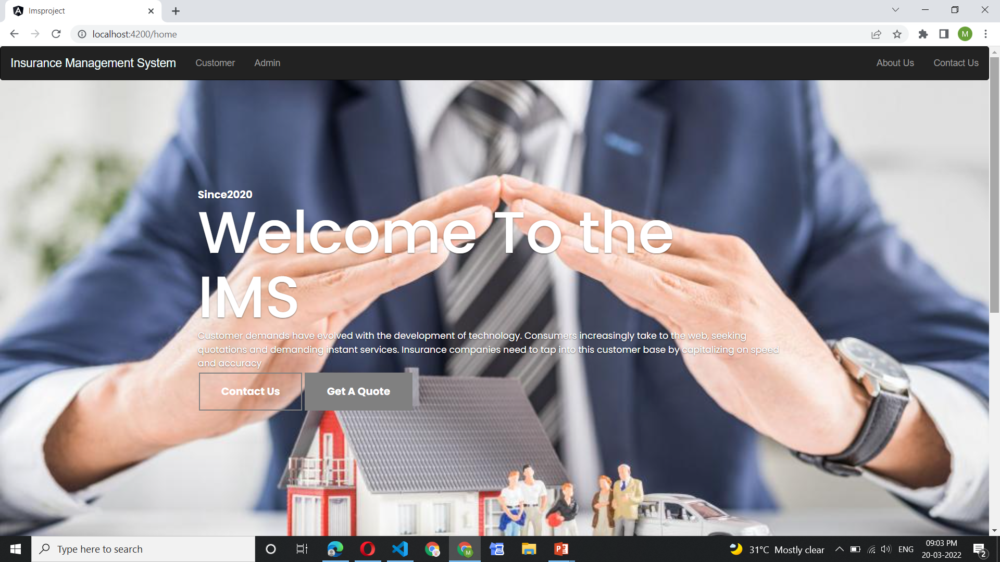 Imsproject
localhost:4200/home
M
Insurance Management System Customer Admin About Us Contact Us
Since2020
Welcome To the
IMS
Customer demands have evolved with the development of technology. Consumers increasingly take to the web, seeking
quotations and demanding instant services. Insurance companies need to tap into this customer base by capitalizing on speed
and accuracy
Contact Us Get A Quote
Type here to search
31°C Mostly clear
ENG
09:03 PM
20-03-2022
2